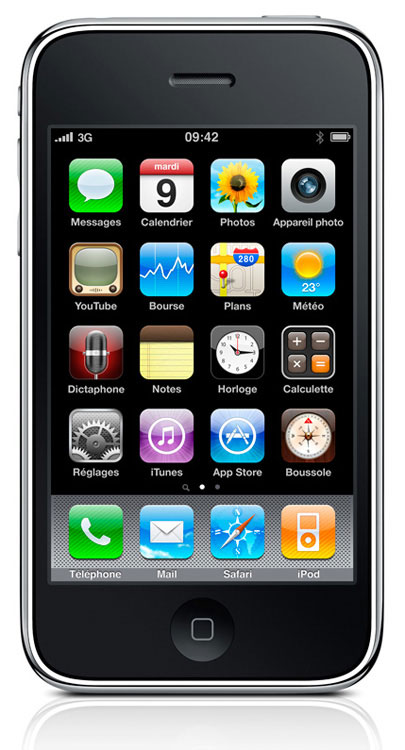 3G 09:42
mardi
9 280
Messages Calendrier Photos Appareil photo
23°
YouTube Bourse Plans Météo
Dictaphone Notes Horloge Calculette
Réglages iTunes App Store Boussole
Téléphone Mail Safari iPod